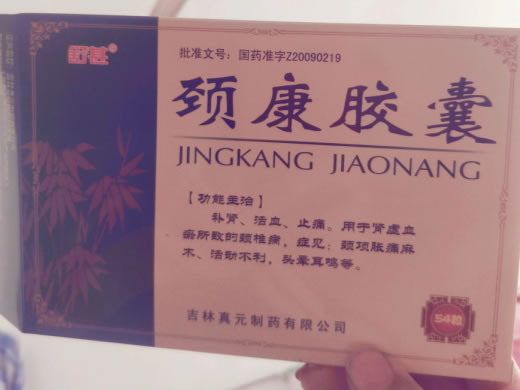 舒甚
批准文号：国药准字Z20090219
颈康胶囊
JINGKANG JIAONANG
【功能主治】
补肾、活血、止痛。用于肾虚血
瘀所致的颈椎病，症见：颈项胀痛麻
木、活动不利，头晕耳鸣等。
吉林真元制药有限公司
54粒